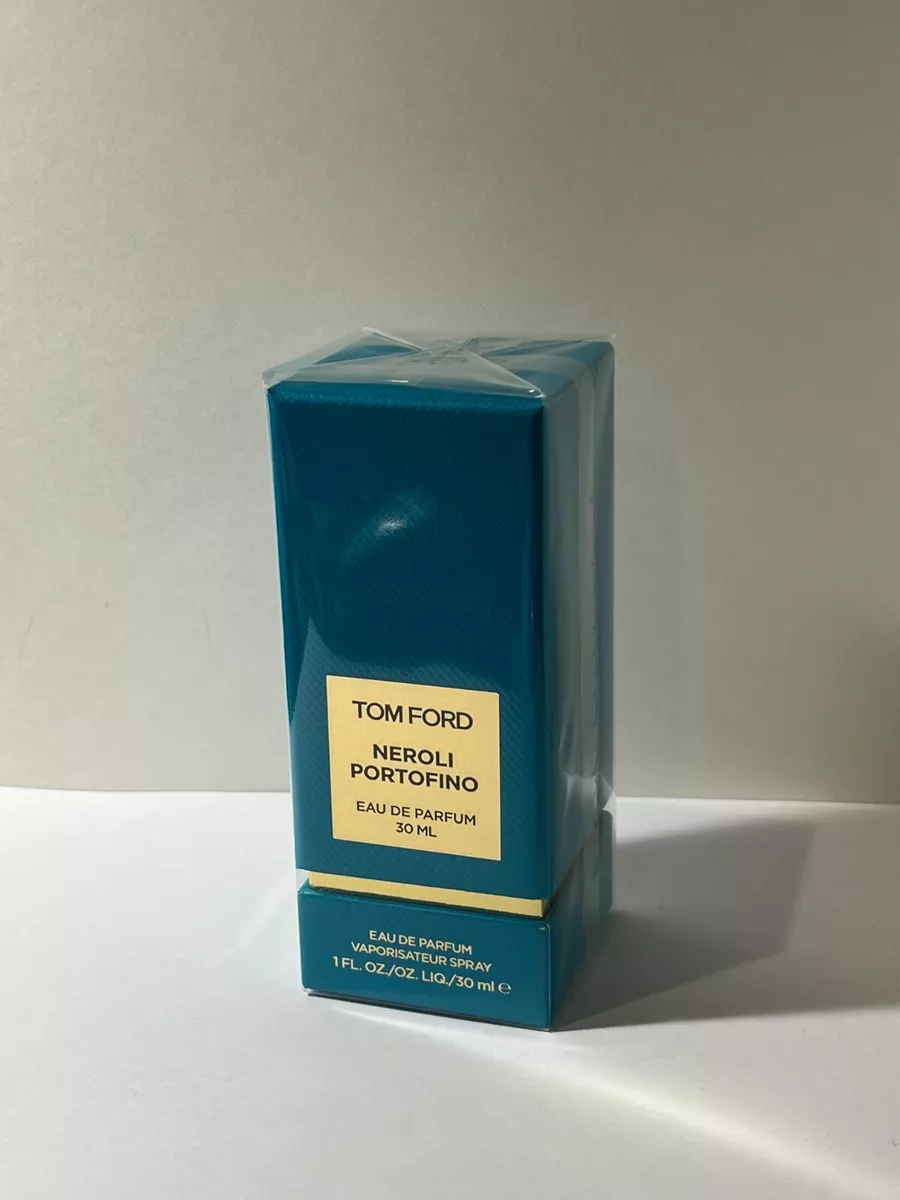 TOM FORD
NEROLI
PORTOFINO
EAU DE PARFUM
30 ML
EAU DE PARFUM
VAPORISATEUR SPRAY
1 FL. OZ./OZ. LIQ./30 ml ℮